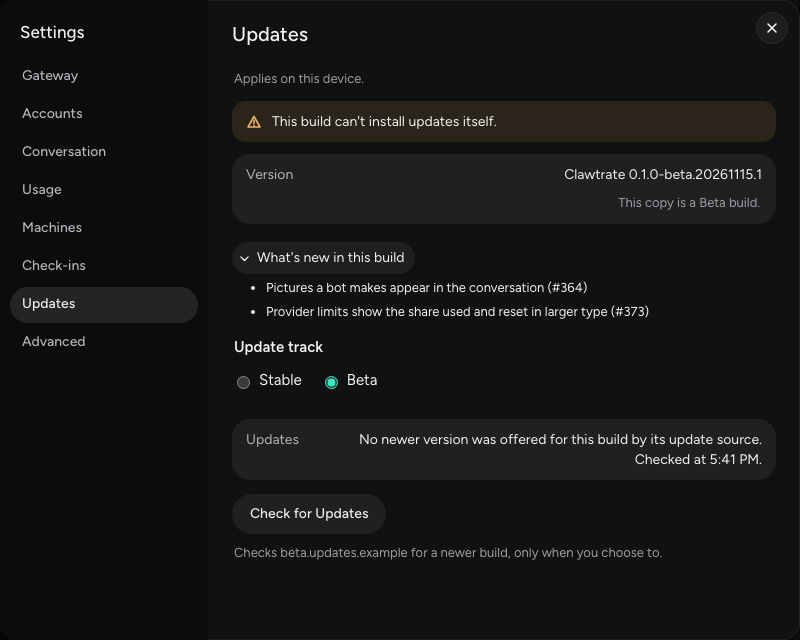 Settings
Gateway
Accounts
Conversation
Usage
Machines
Check-ins
Updates
Advanced
Updates
Applies on this device.
This build can't install updates itself.
Version
Clawtrate 0.1.0-beta.20261115.1
This copy is a Beta build.
What's new in this build
• Pictures a bot makes appear in the conversation (#364)
• Provider limits show the share used and reset in larger type (#373)
Update track
Stable
Beta
Updates
No newer version was offered for this build by its update source.
Checked at 5:41 PM.
Check for Updates
Checks beta.updates.example for a newer build, only when you choose to.